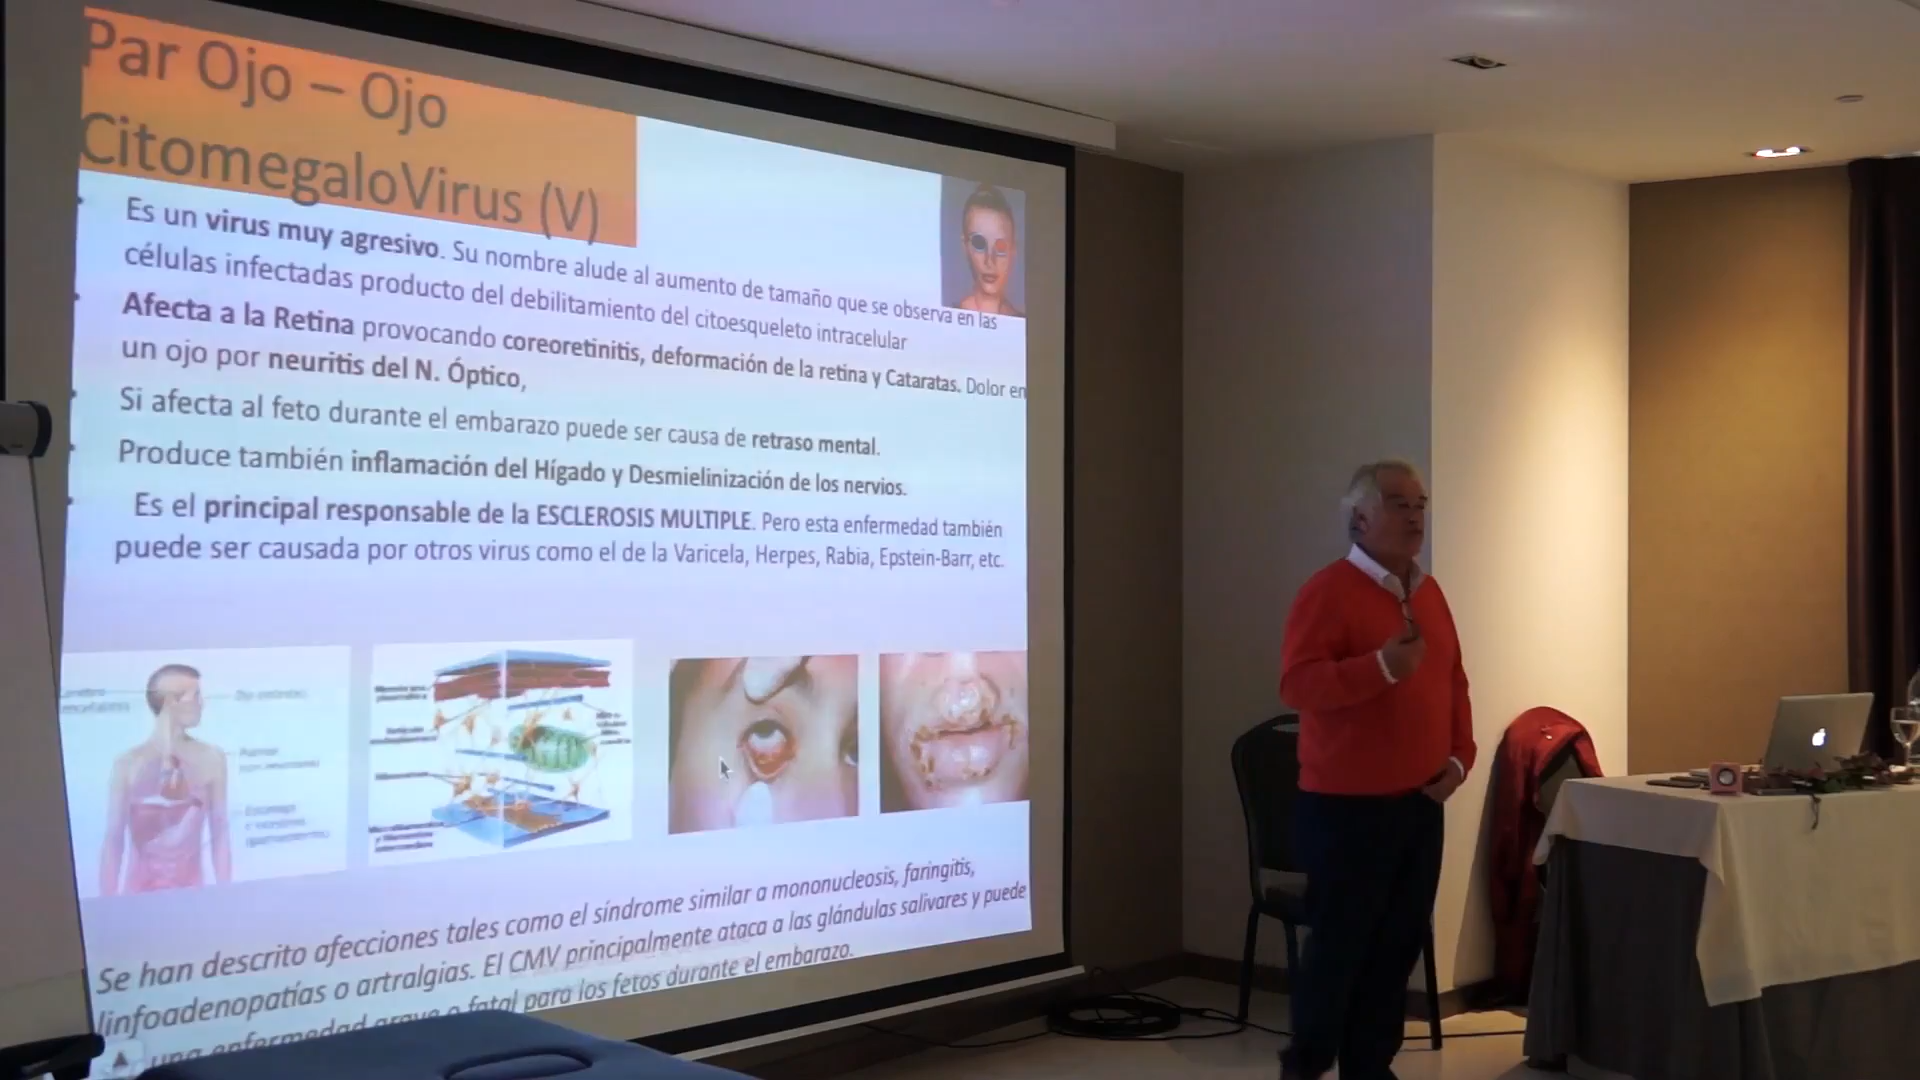 Par Ojo – Ojo
CitomegaloVirus (V)
Es un virus muy agresivo. Su nombre alude al aumento de tamaño que se observa en las
células infectadas producto del debilitamiento del citoesqueleto intracelular
Afecta a la Retina provocando coreoretinitis, deformación de la retina y Cataratas. Dolor en
un ojo por neuritis del N. Óptico,
Si afecta al feto durante el embarazo puede ser causa de retraso mental.
Produce también inflamación del Hígado y Desmielinización de los nervios.
Es el principal responsable de la ESCLEROSIS MULTIPLE. Pero esta enfermedad también
puede ser causada por otros virus como el de la Varicela, Herpes, Rabia, Epstein-Barr, etc.
Se han descrito afecciones tales como el síndrome similar a mononucleosis, faringitis,
linfoadenopatías o artralgias. El CMV principalmente ataca a las glándulas salivares y puede
una enfermedad grave o fatal para los fetos durante el embarazo.